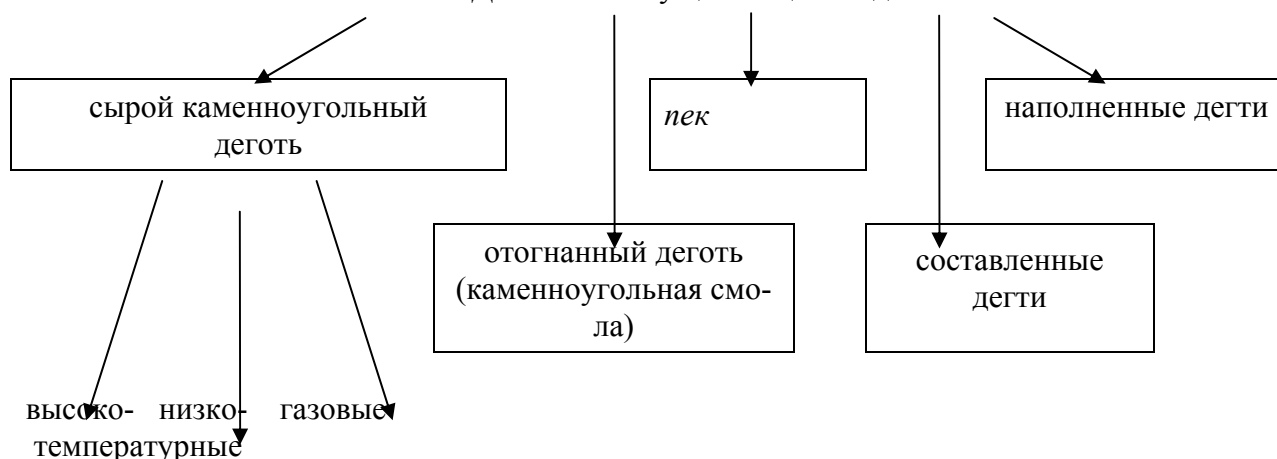 сырой каменноугольный
деготь
пек
наполненные дегти
отогнанный деготь
(каменноугольная смо-
ла)
составленные
дегти
высоко- низко- газовые
температурные